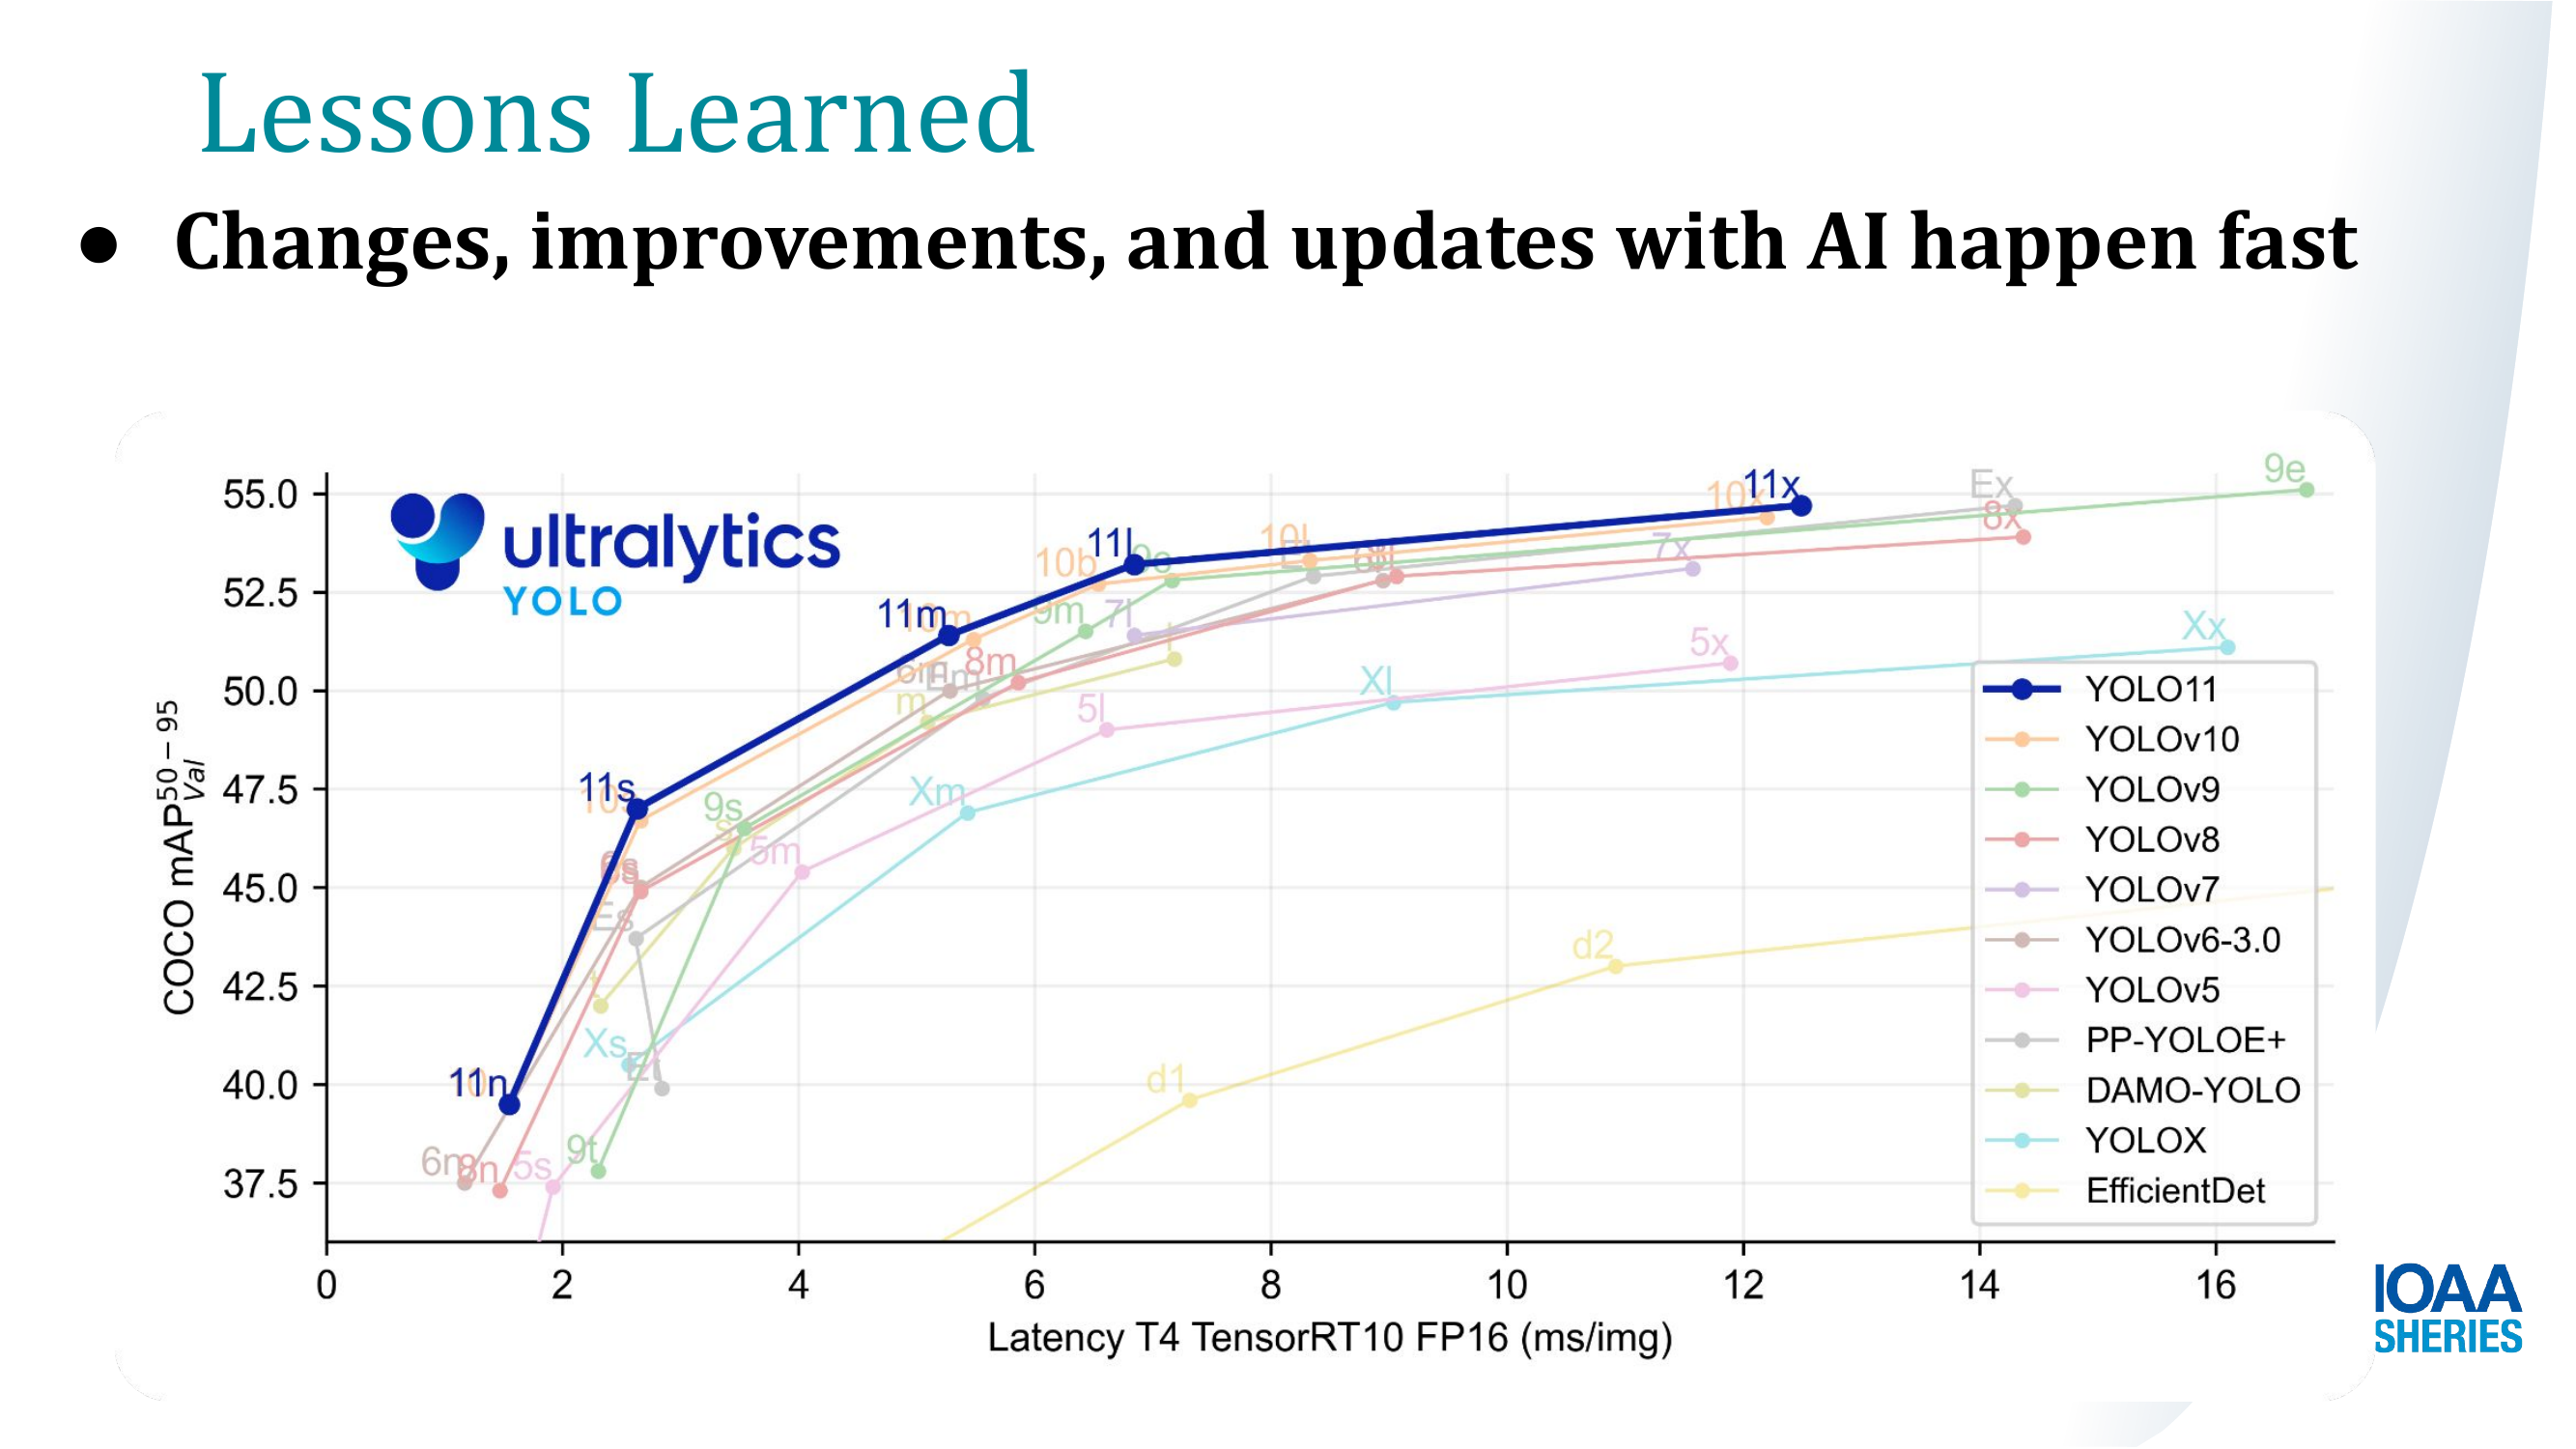 Lessons Learned
● Changes, improvements, and updates with AI happen fast
ultralytics
YOLO
COCO mAP 50 − 95 Val
55.0
52.5
50.0
47.5
45.0
42.5
40.0
37.5
0 2 4 6 8 10 12 14 16
Latency T4 TensorRT10 FP16 (ms/img)
11n
11s
11m
11l
11x
10b
10l
10x
9t
9s
9m
9e
8n
8m
8x
7l
7x
5s
5m
5l
5x
Es
Ex
m
Xs
Xm
Xl
Xx
d1
d2
YOLO11
YOLOv10
YOLOv9
YOLOv8
YOLOv7
YOLOv6-3.0
YOLOv5
PP-YOLOE+
DAMO-YOLO
YOLOX
EfficientDet
IOAA
SHERIES